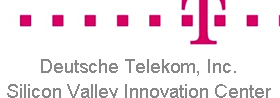 T
Deutsche Telekom, Inc.
Silicon Valley Innovation Center